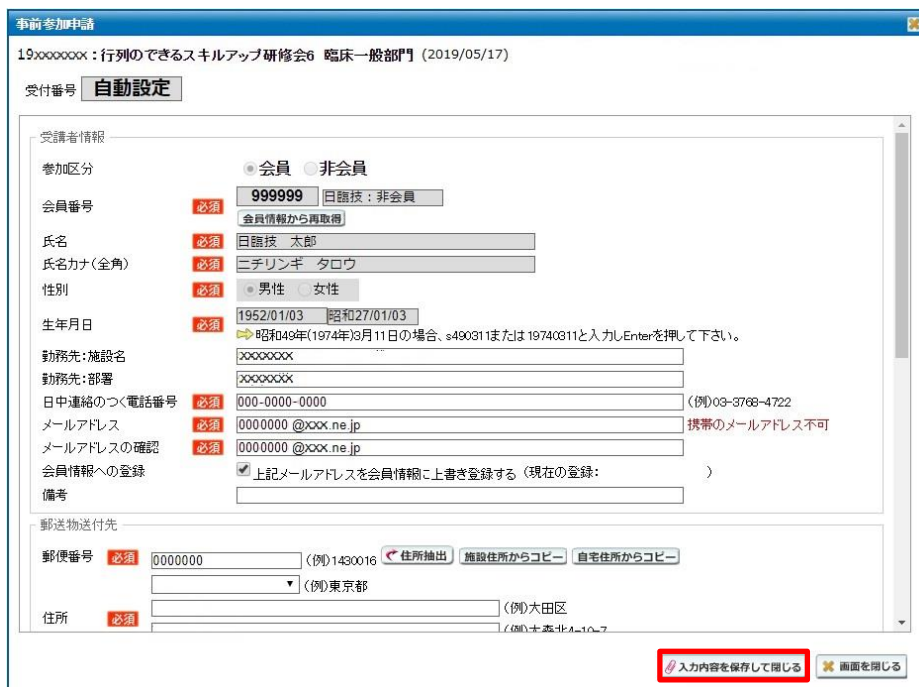 事前参加申請
19xxxxxxx：行列のできるスキルアップ研修会6 臨床一般部門 (2019/05/17)
受付番号 自動設定
受講者情報
参加区分 会員 非会員
会員番号 必須 999999 日臨技：非会員
会員情報から再取得
氏名 必須 日臨技 太郎
氏名カナ(全角) 必須 ニチリンギ タロウ
性別 必須 男性 女性
生年月日 必須 1952/01/03 昭和27/01/03
昭和49年(1974年)3月11日の場合、s490311または19740311と入力しEnterを押して下さい。
勤務先:施設名 xxxxxxx
勤務先:部署 xxxxxxx
日中連絡のつく電話番号 必須 000-0000-0000 (例)03-3768-4722
メールアドレス 必須 0000000 @xxx.ne.jp 携帯のメールアドレス不可
メールアドレスの確認 必須 0000000 @xxx.ne.jp
会員情報への登録 上記メールアドレスを会員情報に上書き登録する (現在の登録: )
備考
郵送物送付先
郵便番号 必須 0000000 (例)1430016 住所抽出 施設住所からコピー 自宅住所からコピー
(例)東京都
住所 必須 (例)大田区
(例)大森北4-10-7
入力内容を保存して閉じる 画面を閉じる